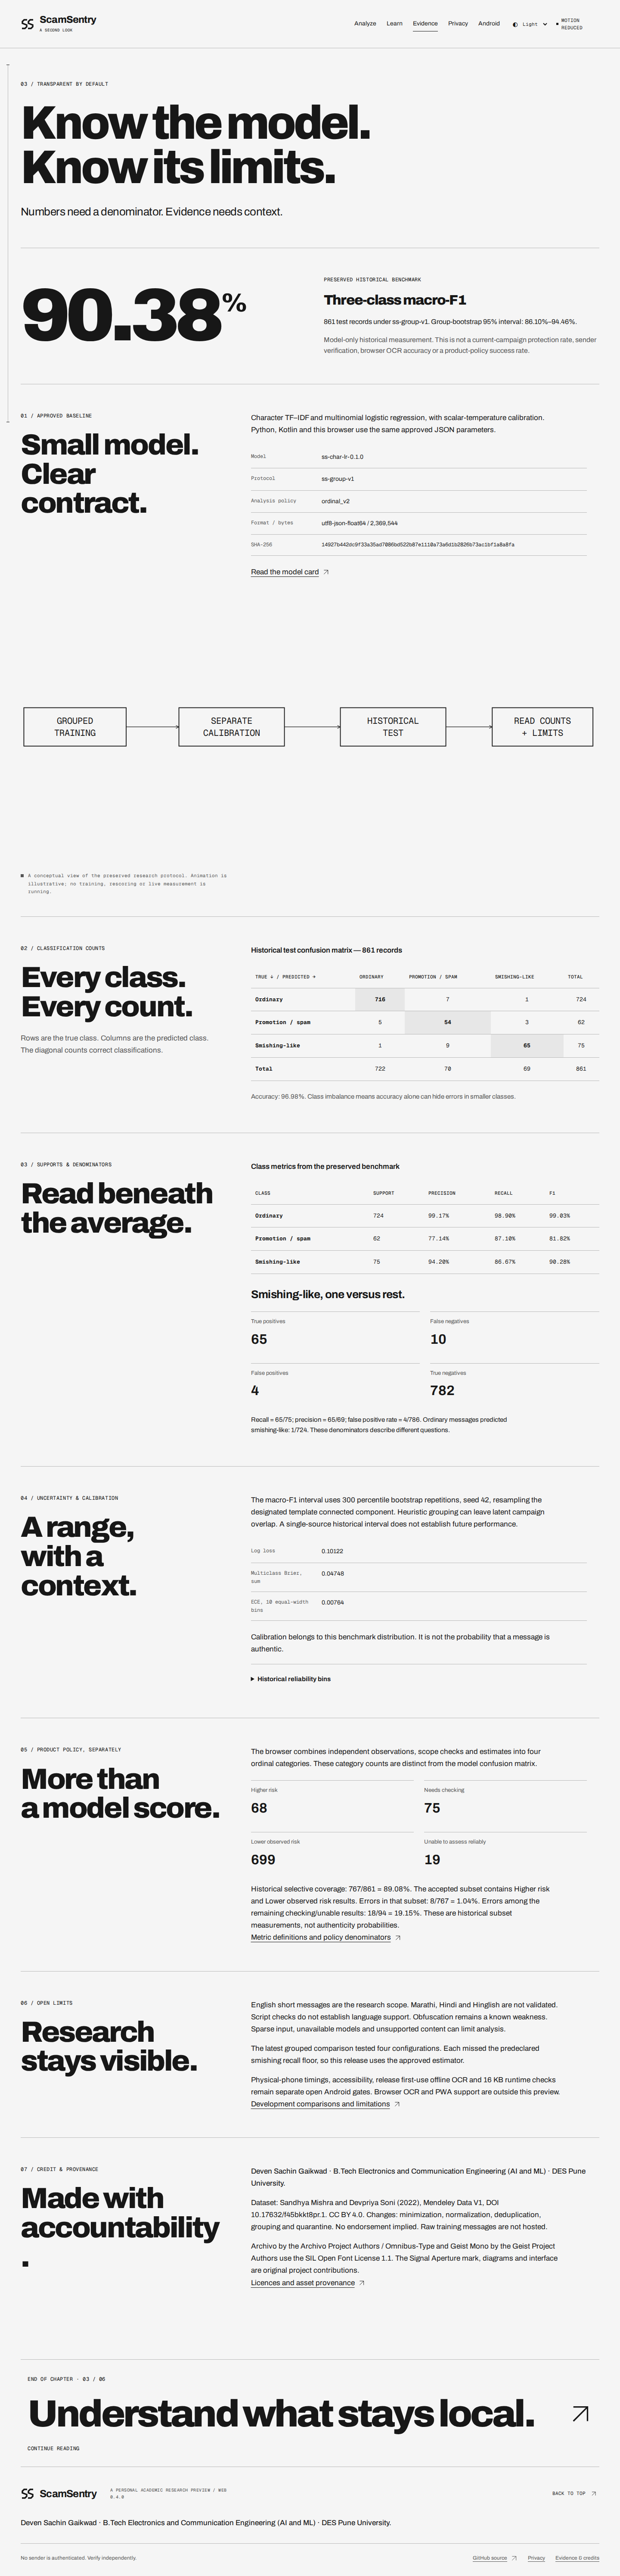 ScamSentry
A SECOND LOOK
Analyze Learn Evidence Privacy Android Light MOTION REDUCED
03 / TRANSPARENT BY DEFAULT
Know the model.
Know its limits.
Numbers need a denominator. Evidence needs context.
90.38%
PRESERVED HISTORICAL BENCHMARK
Three-class macro-F1
861 test records under ss-group-v1. Group-bootstrap 95% interval: 86.10%–94.46%.
Model-only historical measurement. This is not a current-campaign protection rate, sender
verification, browser OCR accuracy or a product-policy success rate.
01 / APPROVED BASELINE
Small model.
Clear
contract.
Character TF–IDF and multinomial logistic regression, with scalar-temperature calibration.
Python, Kotlin and this browser use the same approved JSON parameters.
Model ss-char-lr-0.1.0
Protocol ss-group-v1
Analysis policy ordinal_v2
Format / bytes utf8-json-float64 / 2,369,544
SHA-256
Read the model card
GROUPED
TRAINING
SEPARATE
CALIBRATION
HISTORICAL
TEST
READ COUNTS
+ LIMITS
A conceptual view of the preserved research protocol. Animation is
illustrative; no training, rescoring or live measurement is
running.
02 / CLASSIFICATION COUNTS
Every class.
Every count.
Rows are the true class. Columns are the predicted class.
The diagonal counts correct classifications.
Historical test confusion matrix — 861 records
TRUE ↓ / PREDICTED → ORDINARY PROMOTION / SPAM SMISHING-LIKE TOTAL
Ordinary 716 7 1 724
Promotion / spam 5 54 3 62
Smishing-like 1 9 65 75
Total 722 70 69 861
Accuracy: 96.98%. Class imbalance means accuracy alone can hide errors in smaller classes.
03 / SUPPORTS & DENOMINATORS
Read beneath
the average.
Class metrics from the preserved benchmark
CLASS SUPPORT PRECISION RECALL F1
Ordinary 724 99.17% 98.90% 99.03%
Promotion / spam 62 77.14% 87.10% 81.82%
Smishing-like 75 94.20% 86.67% 90.28%
Smishing-like, one versus rest.
True positives
65
False negatives
10
False positives
4
True negatives
782
Recall = 65/75; precision = 65/69; false positive rate = 4/786. Ordinary messages predicted
smishing-like: 1/724. These denominators describe different questions.
04 / UNCERTAINTY & CALIBRATION
A range,
with a
context.
The macro-F1 interval uses 300 percentile bootstrap repetitions, seed 42, resampling the
designated template connected component. Heuristic grouping can leave latent campaign
overlap. A single-source historical interval does not establish future performance.
Log loss 0.10122
Multiclass Brier, sum 0.04748
ECE, 10 equal-width bins 0.00764
Calibration belongs to this benchmark distribution. It is not the probability that a message is
authentic.
Historical reliability bins
05 / PRODUCT POLICY, SEPARATELY
More than
a model score.
The browser combines independent observations, scope checks and estimates into four
ordinal categories. These category counts are distinct from the model confusion matrix.
Higher risk
68
Needs checking
75
Lower observed risk
699
Unable to assess reliably
19
Historical selective coverage: 767/861 = 89.08%. The accepted subset contains Higher risk
and Lower observed risk results. Errors in that subset: 8/767 = 1.04%. Errors among the
remaining checking/unable results: 18/94 = 19.15%. These are historical subset
measurements, not authenticity probabilities.
Metric definitions and policy denominators
06 / OPEN LIMITS
Research
stays visible.
English short messages are the research scope. Marathi, Hindi and Hinglish are not validated.
Script checks do not establish language support. Obfuscation remains a known weakness.
Sparse input, unavailable models and unsupported content can limit analysis.
The latest grouped comparison tested four configurations. Each missed the predeclared
smishing recall floor, so this release uses the approved estimator.
Physical-phone timings, accessibility, release first-use offline OCR and 16 KB runtime checks
remain separate open Android gates. Browser OCR and PWA support are outside this preview.
Development comparisons and limitations
07 / CREDIT & PROVENANCE
Made with
accountability
.
Deven Sachin Gaikwad · B.Tech Electronics and Communication Engineering (AI and ML) · DES Pune
University.
Dataset: Sandhya Mishra and Devpriya Soni (2022), Mendeley Data V1, DOI
10.17632/f45bkkt8pr.1. CC BY 4.0. Changes: minimization, normalization, deduplication,
grouping and quarantine. No endorsement implied. Raw training messages are not hosted.
Archivo by the Archivo Project Authors / Omnibus-Type and Geist Mono by the Geist Project
Authors use the SIL Open Font License 1.1. The Signal Aperture mark, diagrams and interface
are original project contributions.
Licences and asset provenance
END OF CHAPTER · 03 / 06
Understand what stays local.
CONTINUE READING
ScamSentry
A PERSONAL ACADEMIC RESEARCH PREVIEW / WEB
0.4.0
BACK TO TOP
Deven Sachin Gaikwad · B.Tech Electronics and Communication Engineering (AI and ML) · DES Pune University.
No sender is authenticated. Verify independently.
GitHub source Privacy Evidence & credits